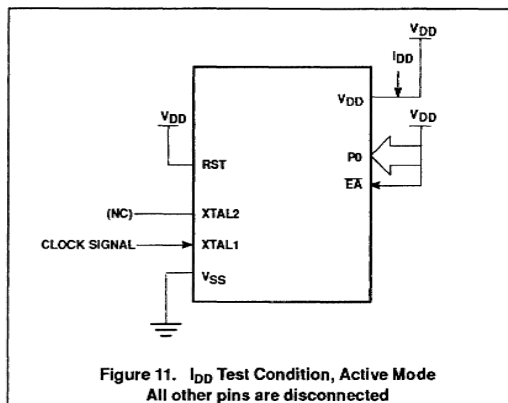 VDD
IDD
VDD
VDD
VDD
P0
RST
EA
(NC)
XTAL2
CLOCK SIGNAL
XTAL1
VSS
Figure 11. IDD Test Condition, Active Mode
All other pins are disconnected